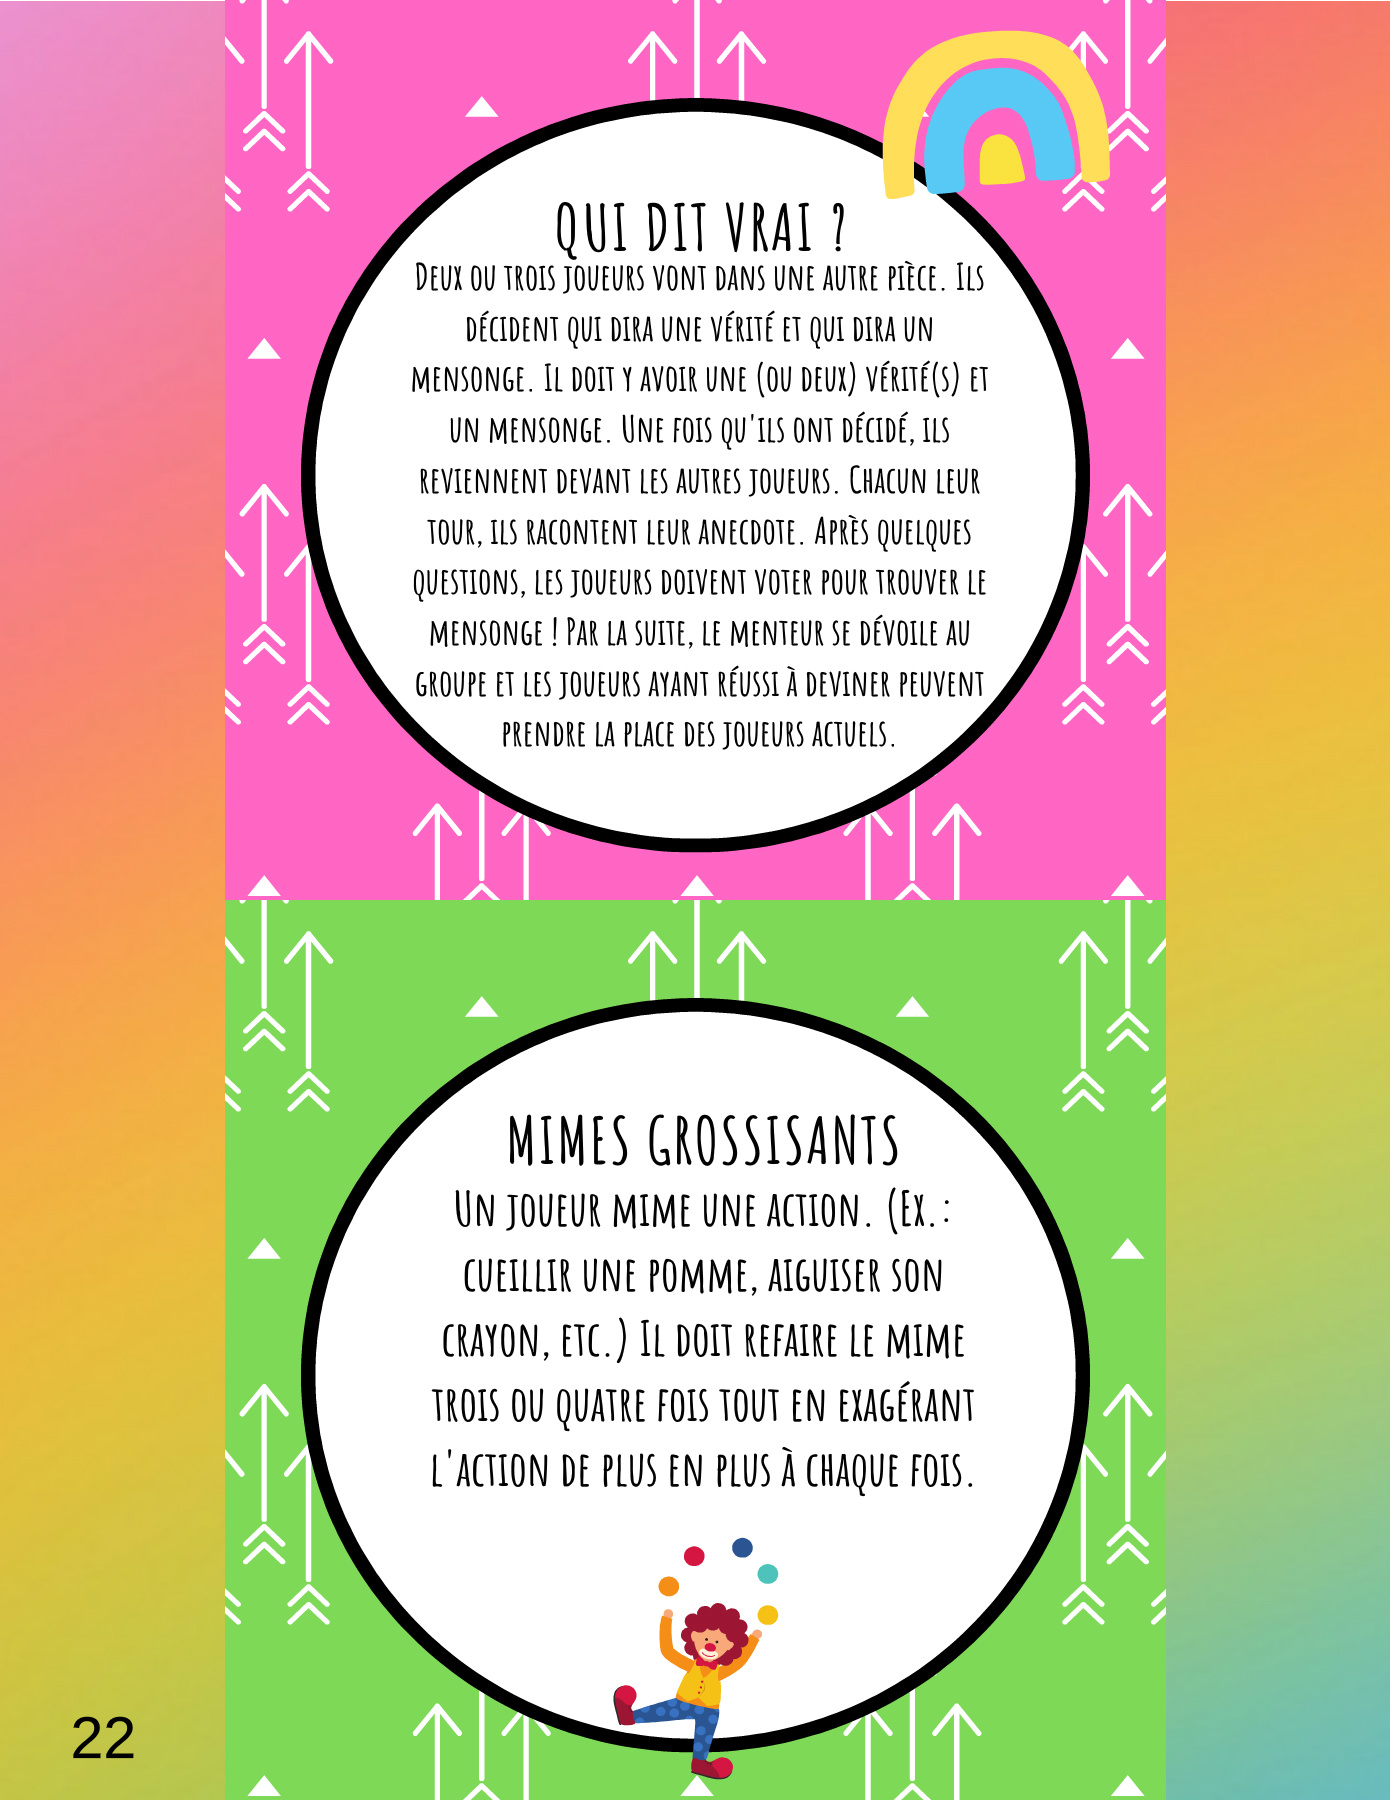 QUI DIT VRAI ?
DEUX OU TROIS JOUEURS VONT DANS UNE AUTRE PIÈCE. ILS
DÉCIDENT QUI DIRA UNE VÉRITÉ ET QUI DIRA UN
MENSONGE. IL DOIT Y AVOIR UNE (OU DEUX) VÉRITÉ(S) ET
UN MENSONGE. UNE FOIS QU'ILS ONT DÉCIDÉ, ILS
REVIENNENT DEVANT LES AUTRES JOUEURS. CHACUN LEUR
TOUR, ILS RACONTENT LEUR ANECDOTE. APRÈS QUELQUES
QUESTIONS, LES JOUEURS DOIVENT VOTER POUR TROUVER LE
MENSONGE ! PAR LA SUITE, LE MENTEUR SE DÉVOILE AU
GROUPE ET LES JOUEURS AYANT RÉUSSI À DEVINER PEUVENT
PRENDRE LA PLACE DES JOUEURS ACTUELS.
MIMES GROSSISANTS
UN JOUEUR MIME UNE ACTION. (EX. :
CUEILLIR UNE POMME, AIGUISER SON
CRAYON, ETC.) IL DOIT REFAIRE LE MIME
TROIS OU QUATRE FOIS TOUT EN EXAGÉRANT
L'ACTION DE PLUS EN PLUS À CHAQUE FOIS.
22